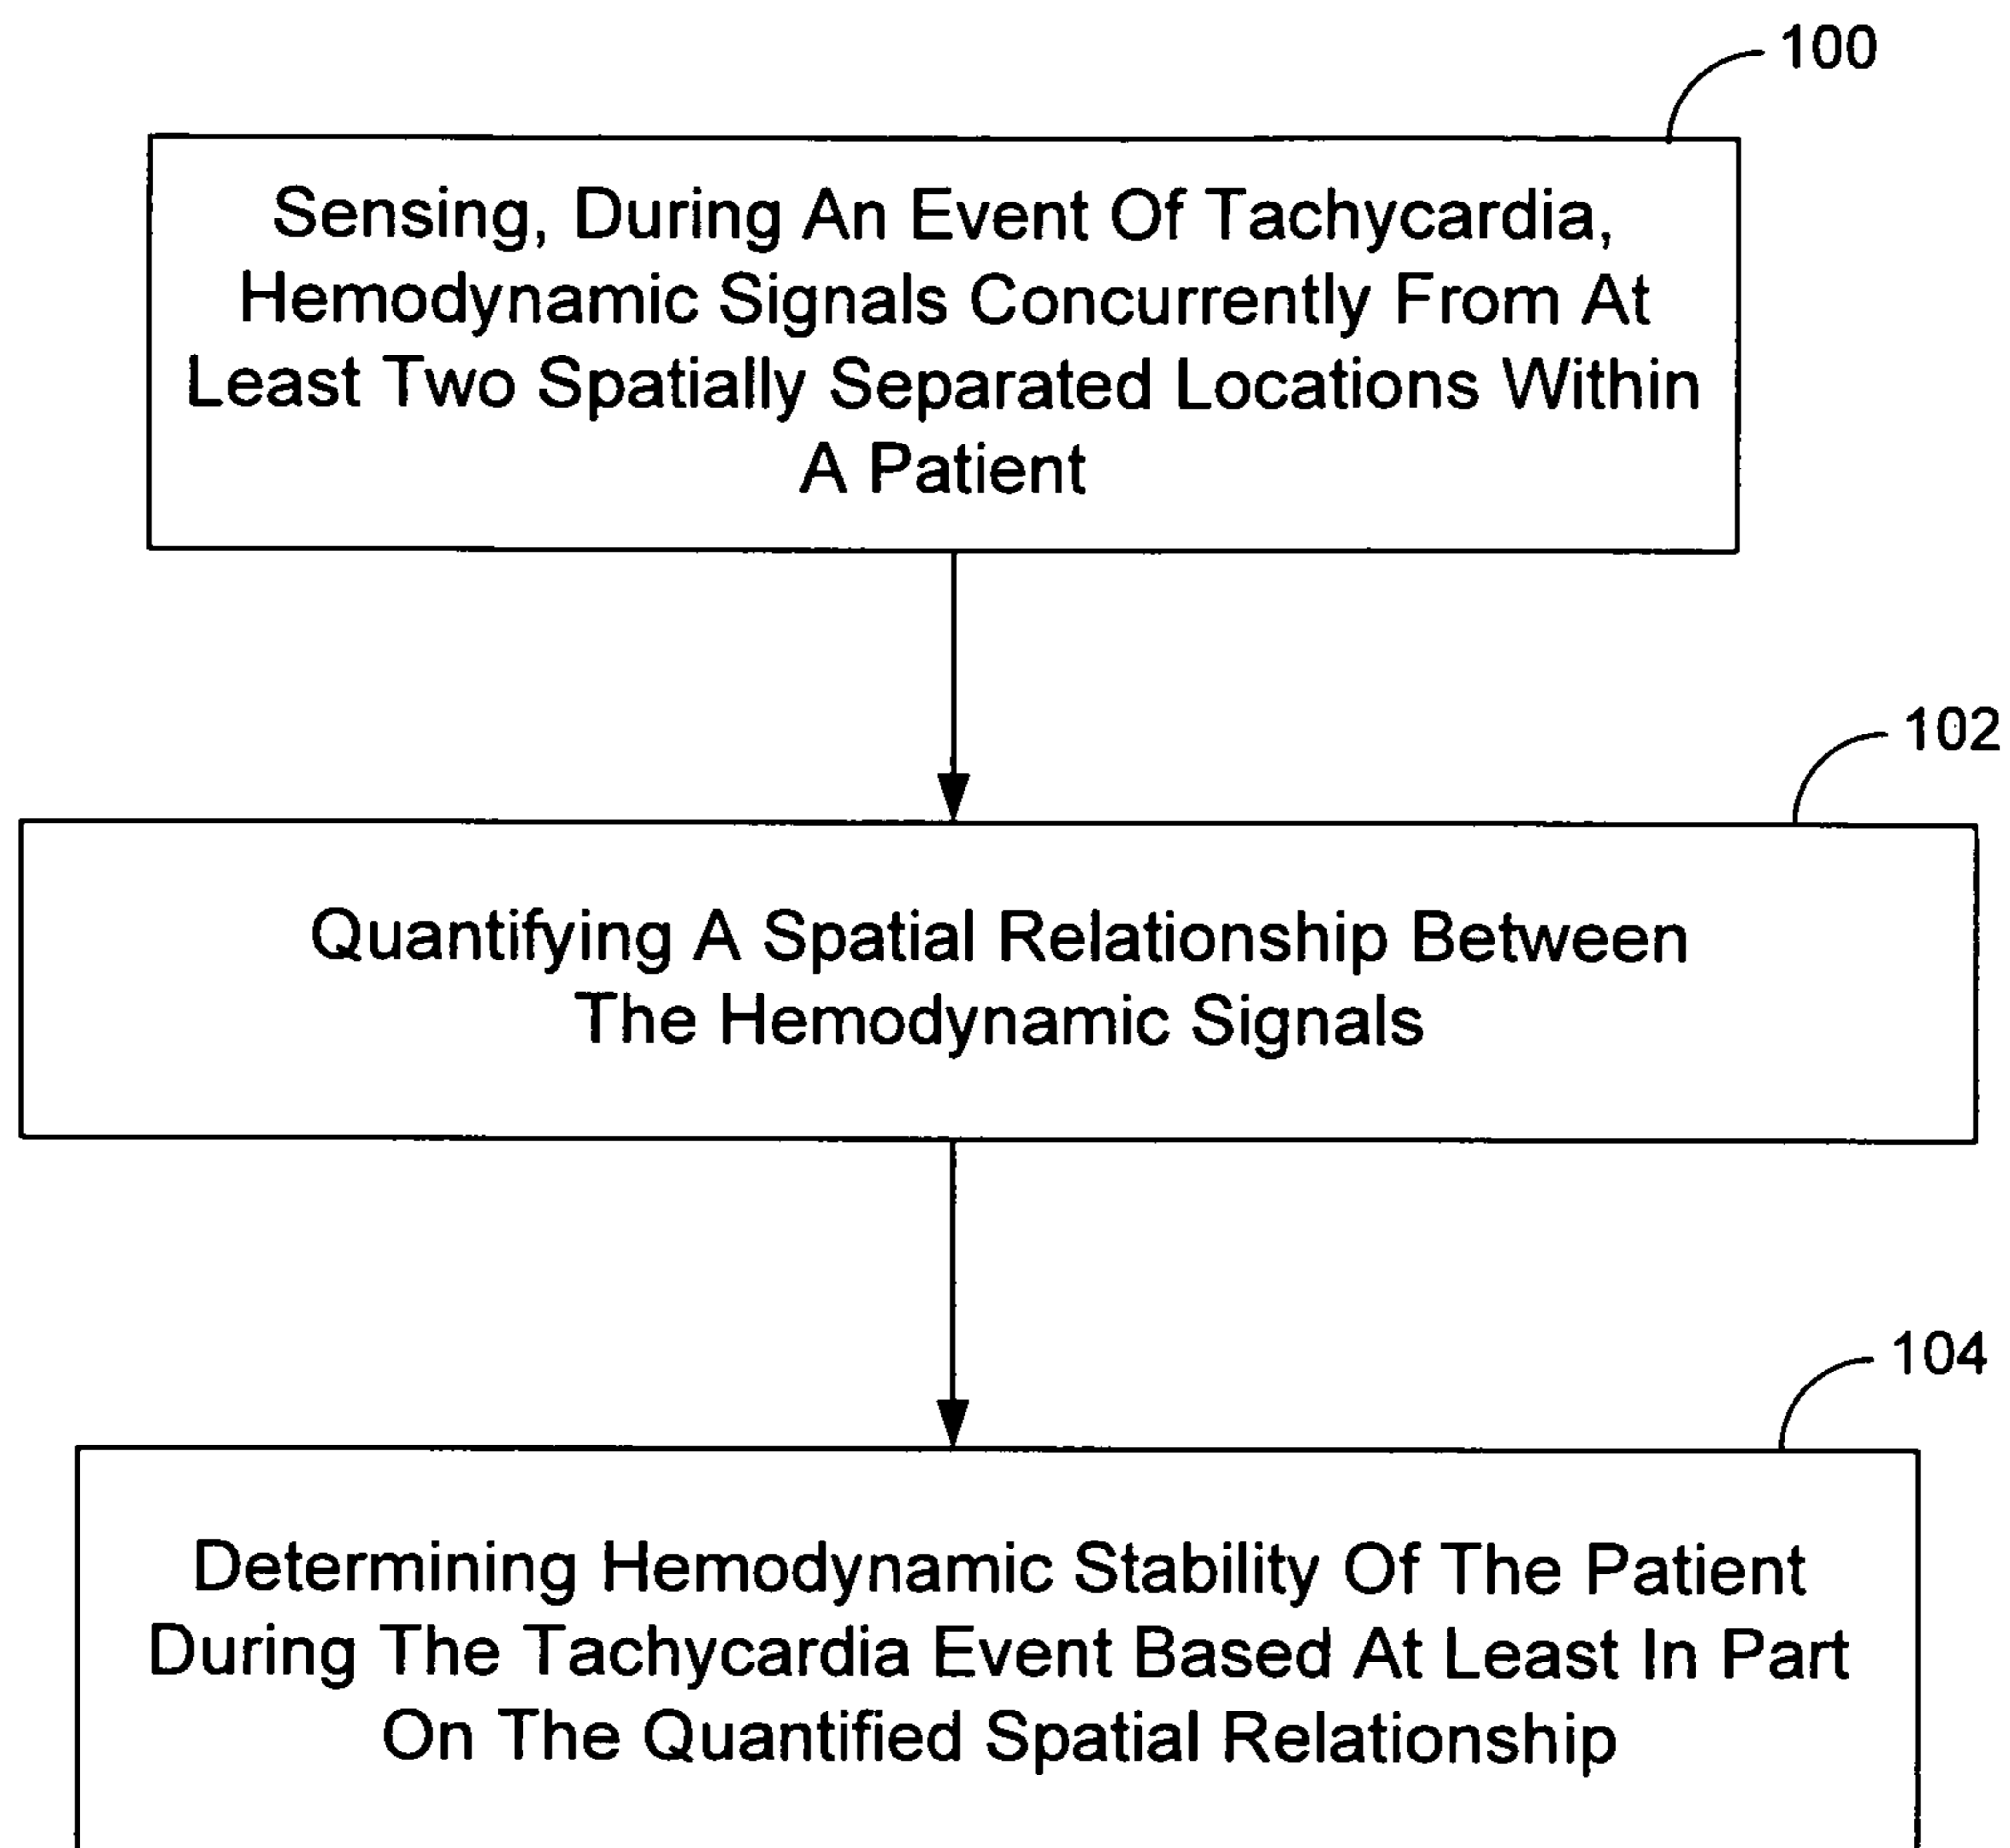 100
Sensing, During An Event Of Tachycardia,
Hemodynamic Signals Concurrently From At
Least Two Spatially Separated Locations Within
A Patient
102
Quantifying A Spatial Relationship Between
The Hemodynamic Signals
104
Determining Hemodynamic Stability Of The Patient
During The Tachycardia Event Based At Least In Part
On The Quantified Spatial Relationship